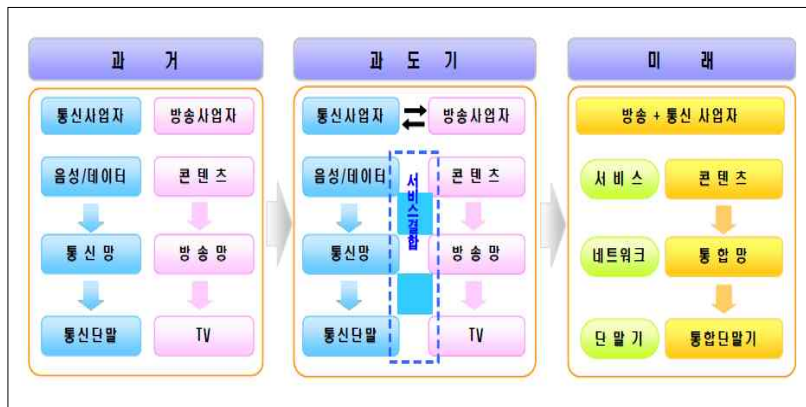 과 거
통신사업자 방송사업자
음성/데이터 콘 텐 츠
통 신 망 방 송 망
통신단말 TV
과 도 기
통신사업자 방송사업자
음성/데이터 콘 텐 츠
서비스결합
통신망 방 송 망
통신단말 TV
미 래
방송 + 통신 사업자
서 비 스 콘 텐 츠
네트워크 통 합 망
단 말 기 통합단말기